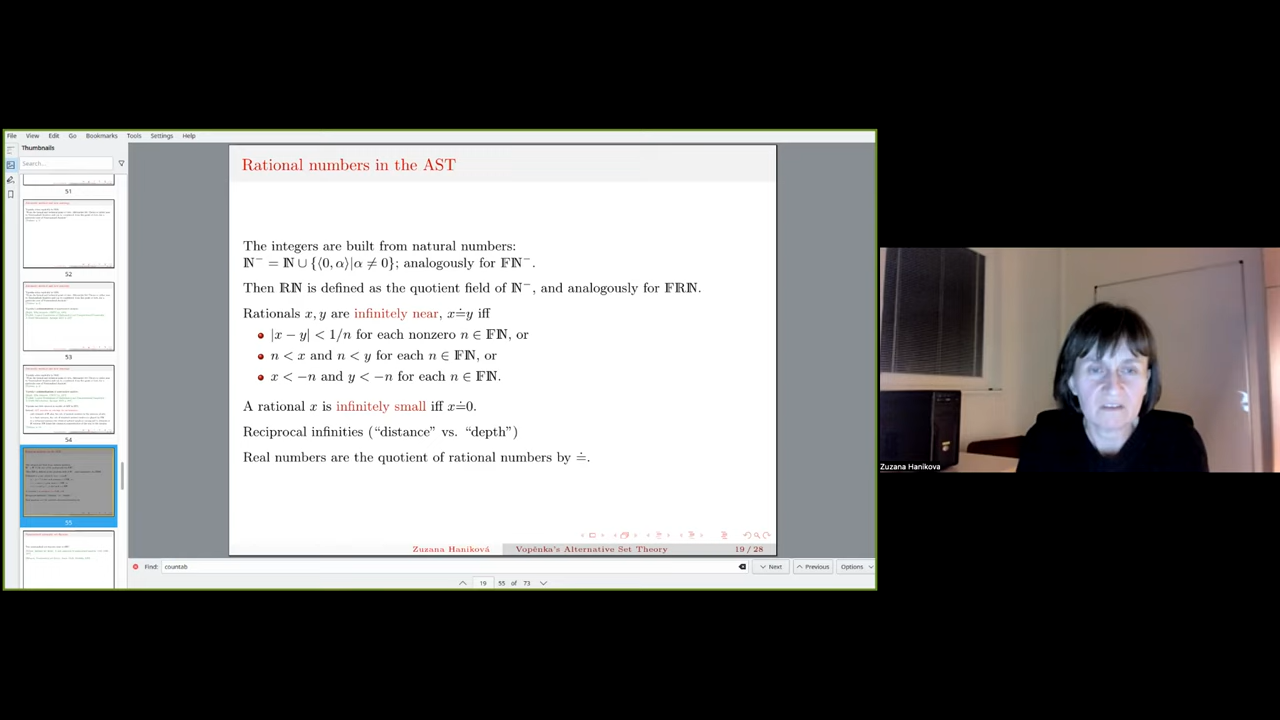 File View Edit Go Bookmarks Tools Settings Help
Thumbnails
Search...
51
52
53
54
55
Rational numbers in the AST
The integers are built from natural numbers:
ℕ⁻ = ℕ ∪ {⟨0, α⟩|α ≠ 0}; analogously for 𝔽ℕ⁻.
Then ℝℕ is defined as the quotient field of ℕ⁻, and analogously for 𝔽ℝℕ.
Rationals x, y are infinitely near, x≐y iff
|x − y| < 1/n for each nonzero n ∈ 𝔽ℕ, or
n < x and n < y for each n ∈ 𝔽ℕ, or
x < −n and y < −n for each n ∈ 𝔽ℕ.
A rational is infinitely small iff x≐0.
Reciprocal infinities (“distance” vs. “depth”)
Real numbers are the quotient of rational numbers by ≐.
Zuzana Haniková Vopěnka's Alternative Set Theory 19 / 28
Find: countab Next Previous Options
19 55 of 73
Zuzana Hanikova